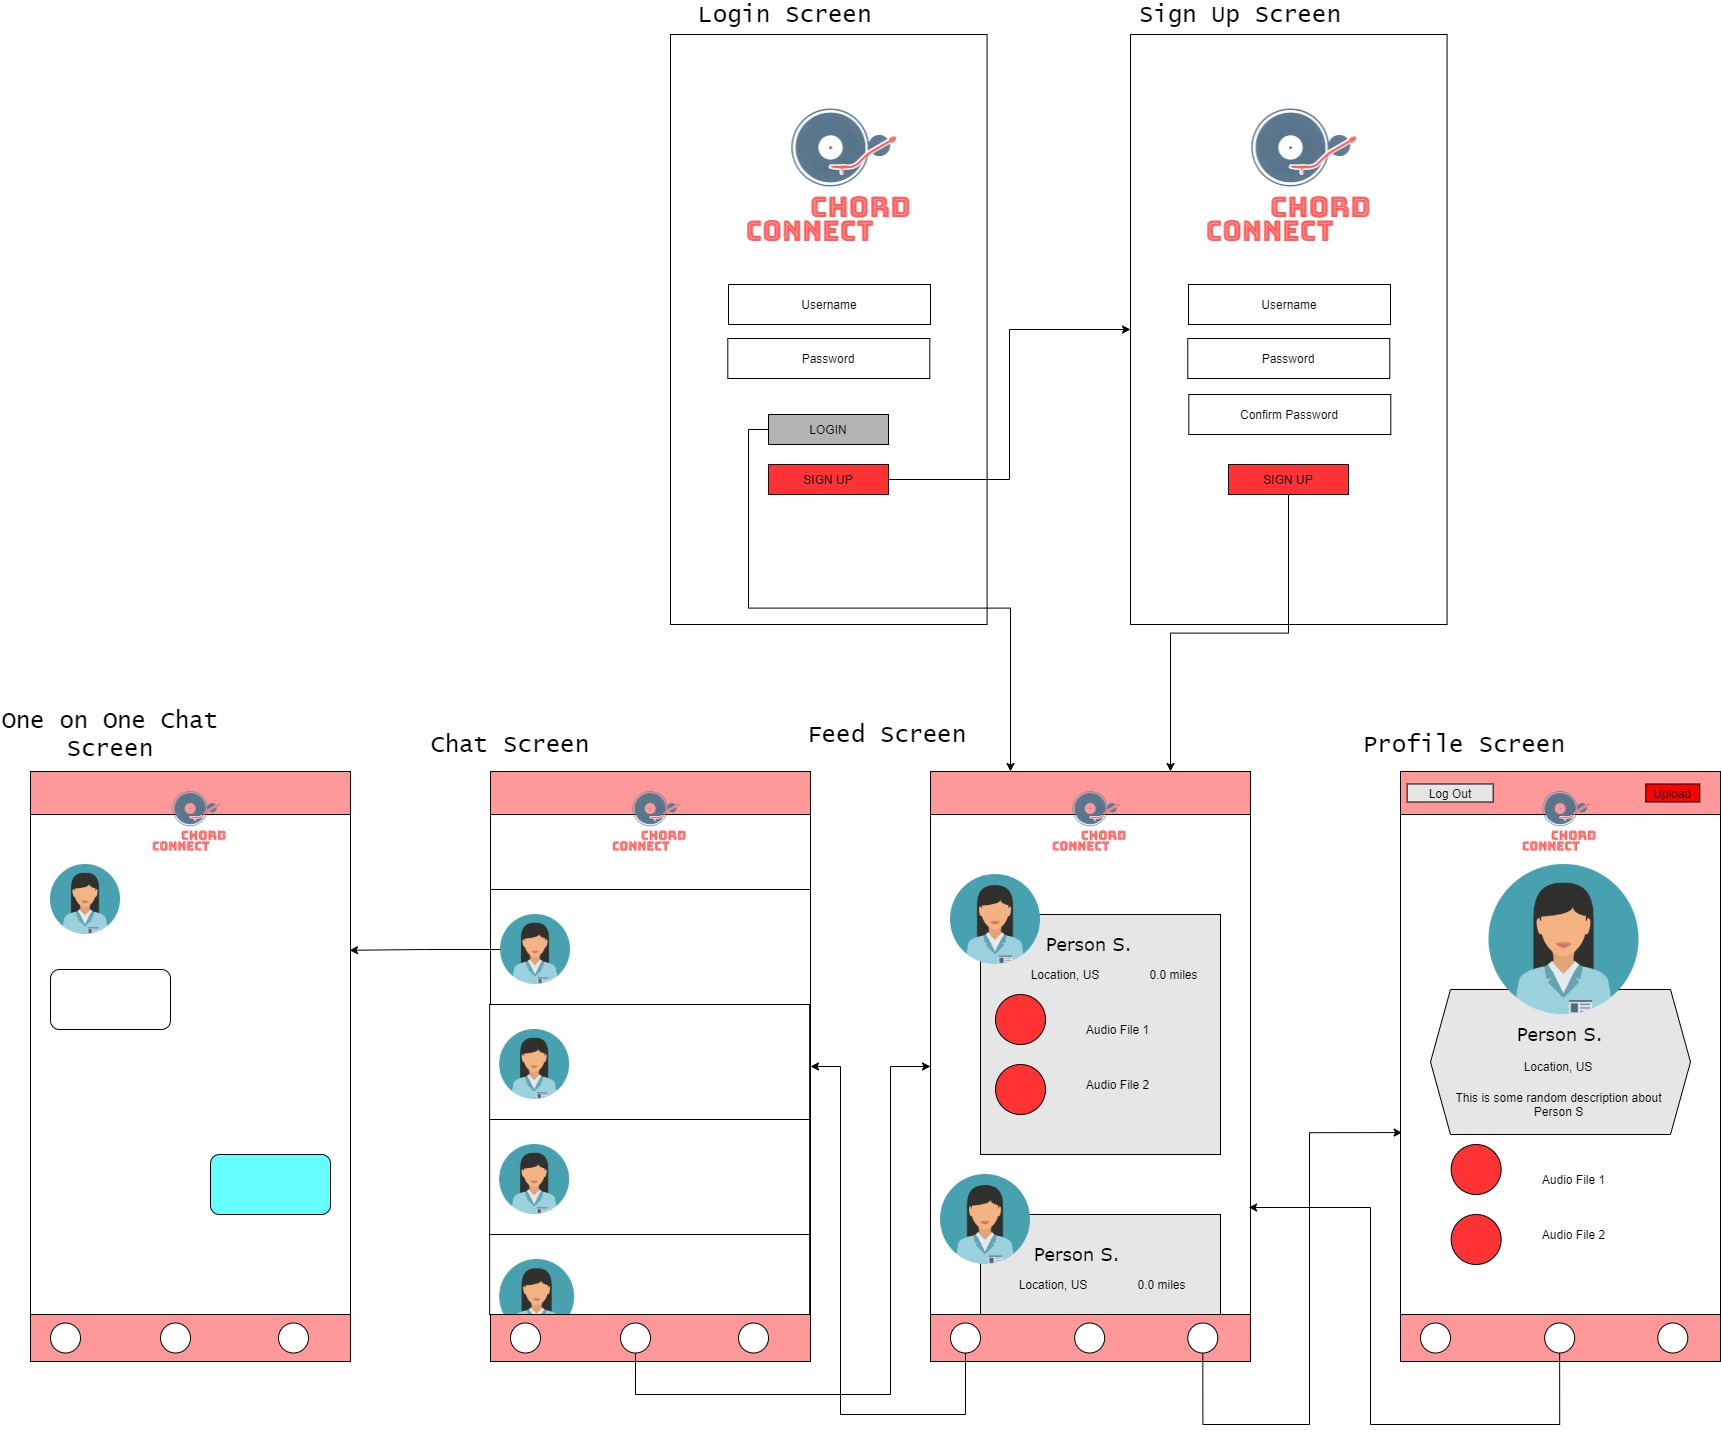 Login Screen
CHORD
CONNECT
Username
Password
LOGIN
SIGN UP
Sign Up Screen
CHORD
CONNECT
Username
Password
Confirm Password
SIGN UP
One on One Chat
Screen
CHORD
CONNECT
Chat Screen
CHORD
CONNECT
Feed Screen
CHORD
CONNECT
Person S.
Location, US 0.0 miles
Audio File 1
Audio File 2
Person S.
Location, US 0.0 miles
Profile Screen
Log Out
Upload
CHORD
CONNECT
Person S.
Location, US
This is some random description about
Person S
Audio File 1
Audio File 2